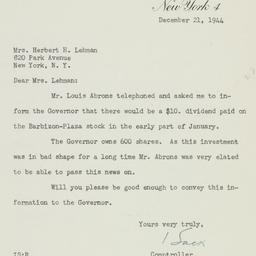 New York 4
December 21, 1944
Mrs. Herbert H. Lehman
820 Park Avenue
New York, N. Y.
Dear Mrs. Lehman:
Mr. Louis Abrons telephoned and asked me to in-
form the Governor that there would be a $10. dividend paid on
the Barbizon-Plaza stock in the early part of January.
The Governor owns 600 shares. As this investment
was in bad shape for a long time Mr. Abrons was very elated
to be able to pass this news on.
Will you please be good enough to convey this in-
formation to the Governor.
Yours very truly,
I Sack
IS:R
Comptroller